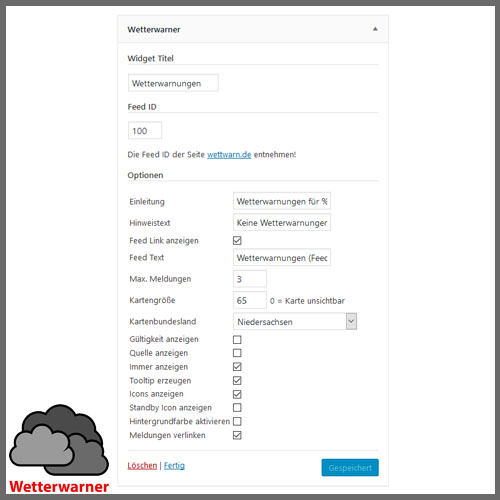 Wetterwarner
Widget Titel
Wetterwarnungen
Feed ID
100
Die Feed ID der Seite wettwarn.de entnehmen!
Optionen
Einleitung Wetterwarnungen für %
Hinweistext Keine Wetterwarnunger
Feed Link anzeigen
Feed Text Wetterwarnungen (Feec
Max. Meldungen 3
Kartengröße 65 0 = Karte unsichtbar
Kartenbundesland Niedersachsen
Gültigkeit anzeigen
Quelle anzeigen
Immer anzeigen
Tooltip erzeugen
Icons anzeigen
Standby Icon anzeigen
Hintergrundfarbe aktivieren
Meldungen verlinken
Löschen | Fertig
Gespeichert
Wetterwarner